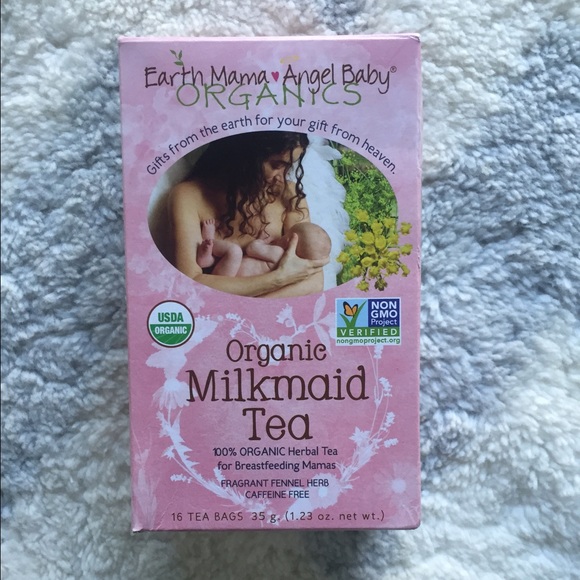 Earth Mama ♥ Angel Baby®
ORGANICS
Gifts from the earth for your gift from heaven.
USDA
ORGANIC
NON
GMO
Project
VERIFIED
nongmoproject.org
Organic
Milkmaid
Tea
100% ORGANIC Herbal Tea
for Breastfeeding Mamas
FRAGRANT FENNEL HERB
CAFFEINE FREE
16 TEA BAGS 35 g. (1.23 oz. net wt.)